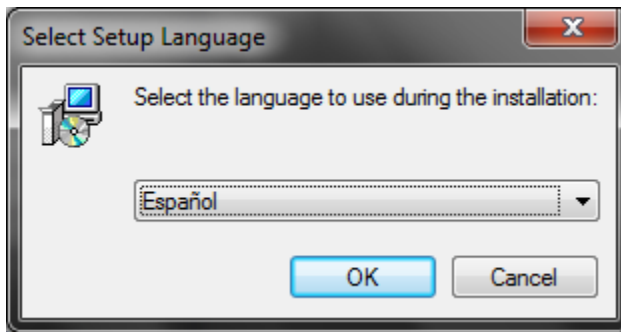 Select Setup Language
Select the language to use during the installation:
Español
OK
Cancel